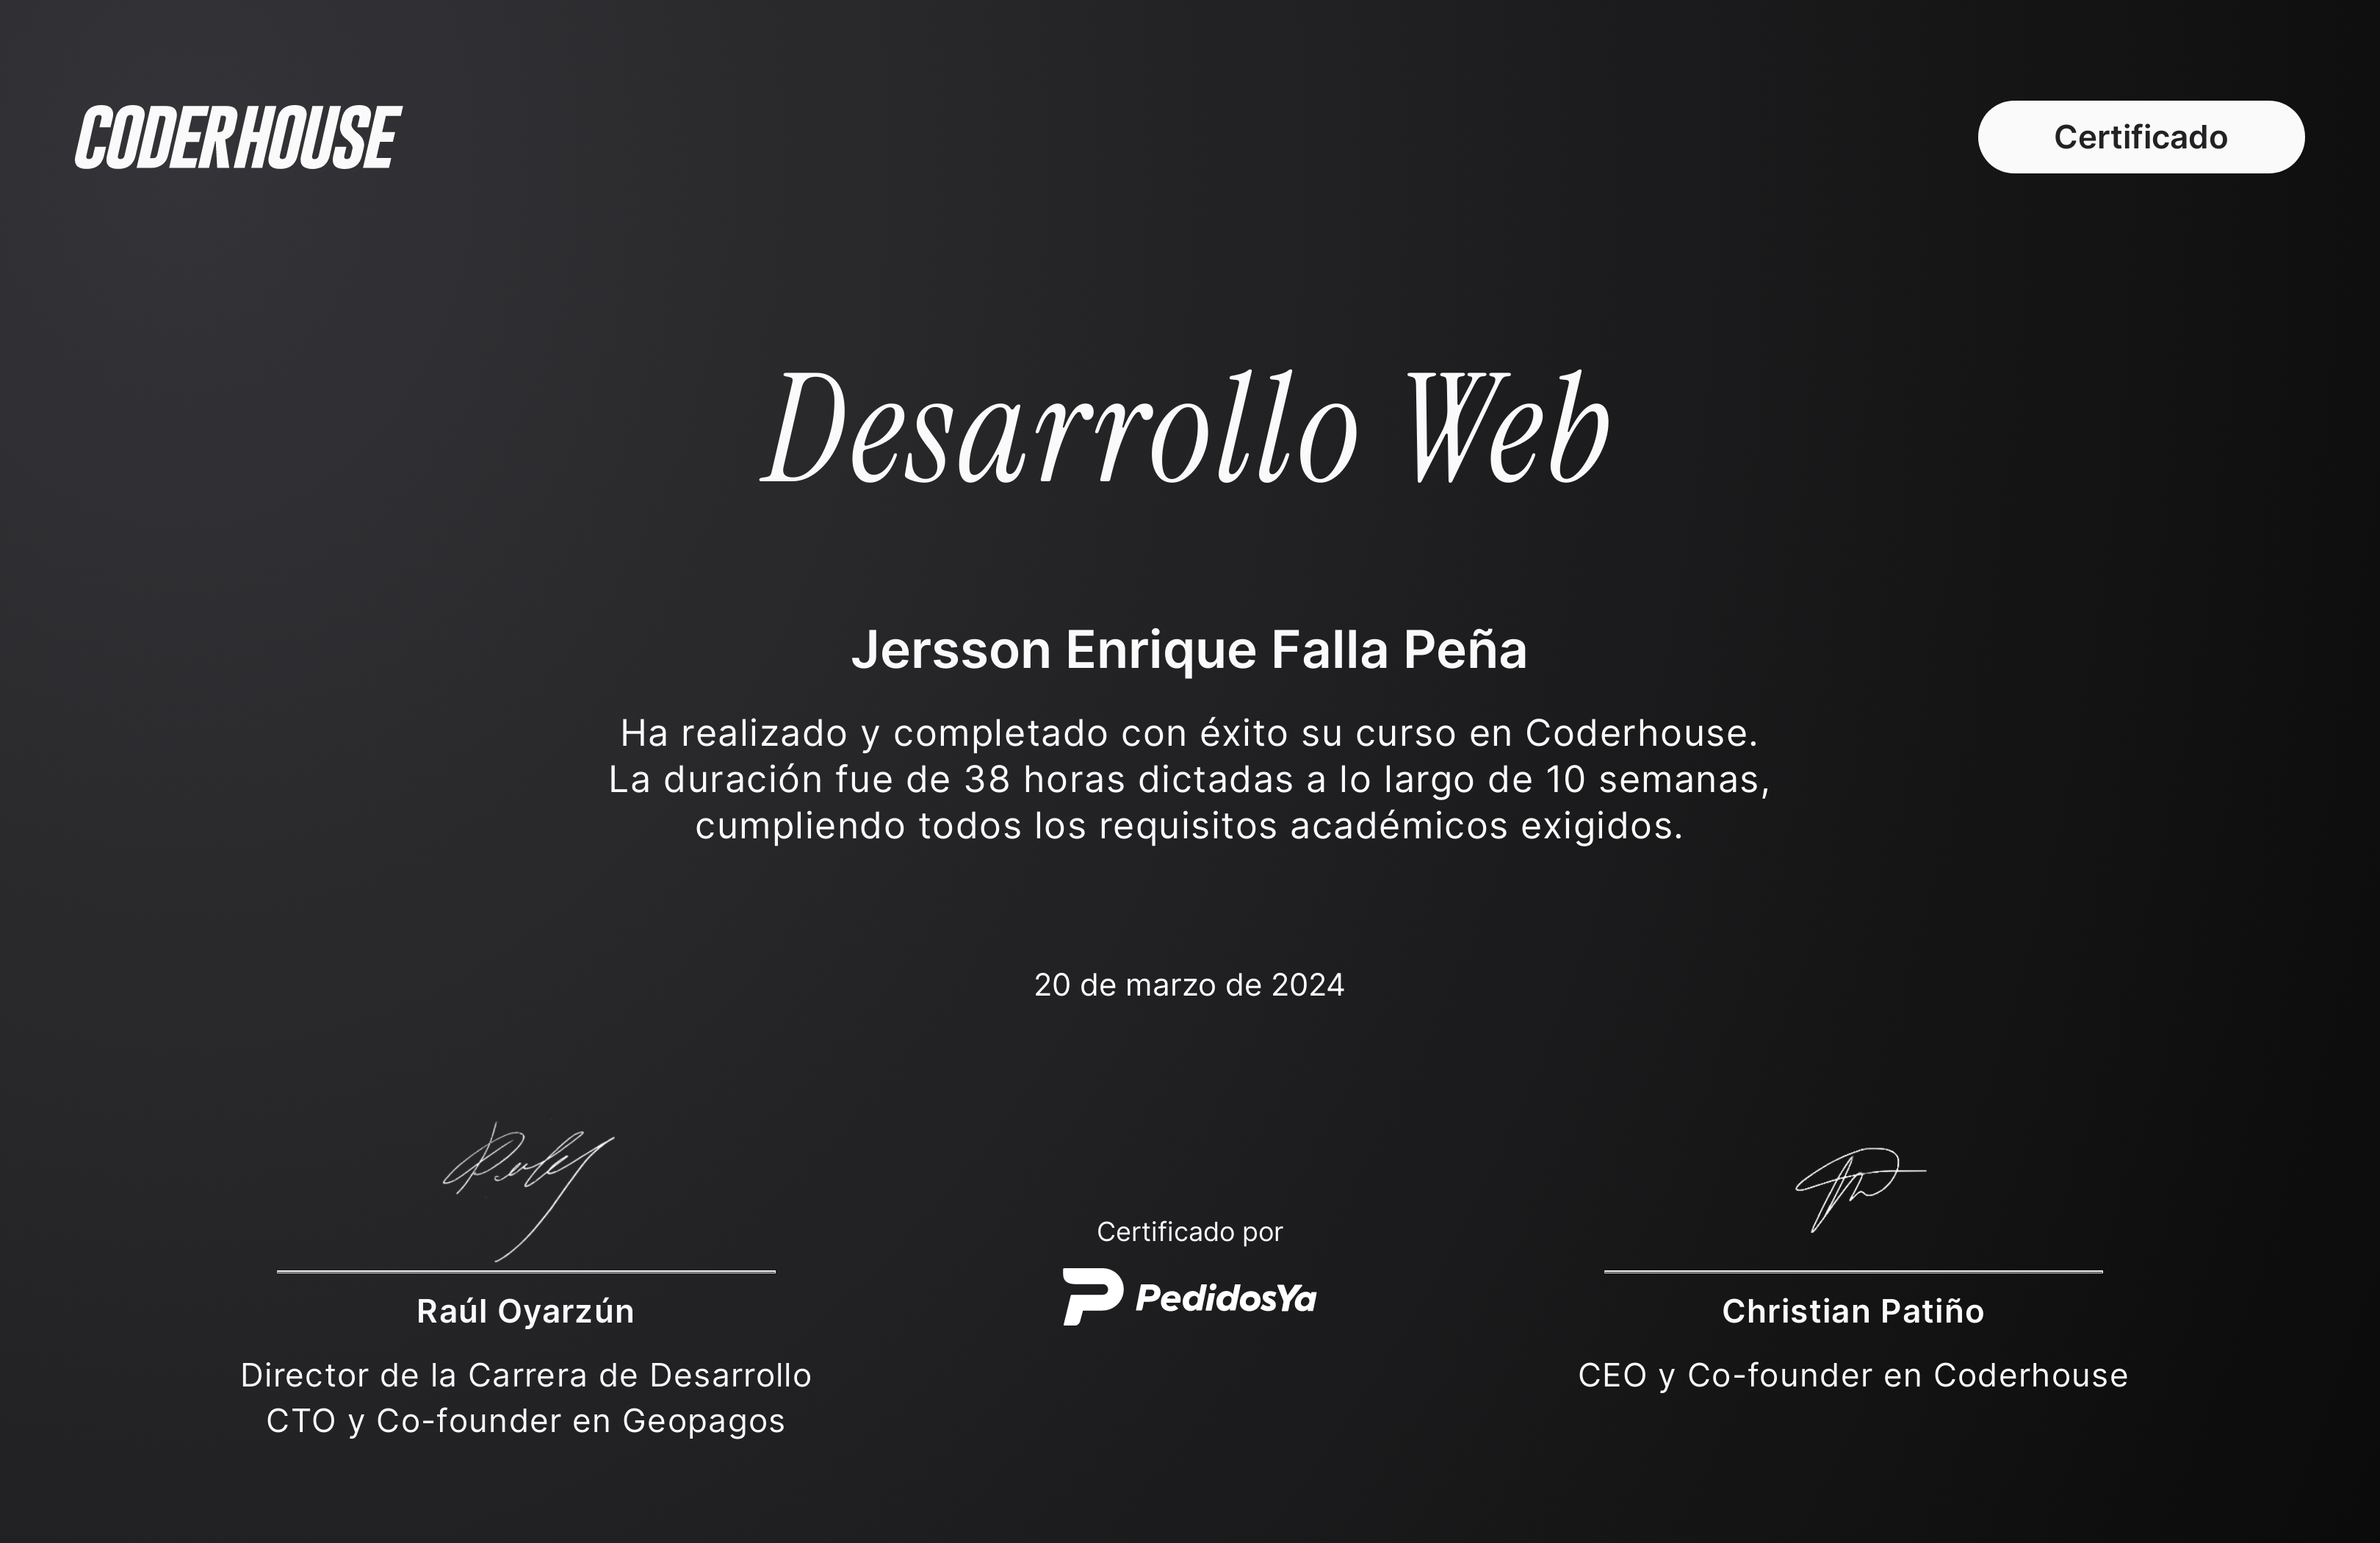 CODERHOUSE
Certificado
Desarrollo Web
Jersson Enrique Falla Peña
Ha realizado y completado con éxito su curso en Coderhouse.
La duración fue de 38 horas dictadas a lo largo de 10 semanas,
cumpliendo todos los requisitos académicos exigidos.
20 de marzo de 2024
Raúl Oyarzún
Director de la Carrera de Desarrollo
CTO y Co-founder en Geopagos
Certificado por
PedidosYa
Christian Patiño
CEO y Co-founder en Coderhouse